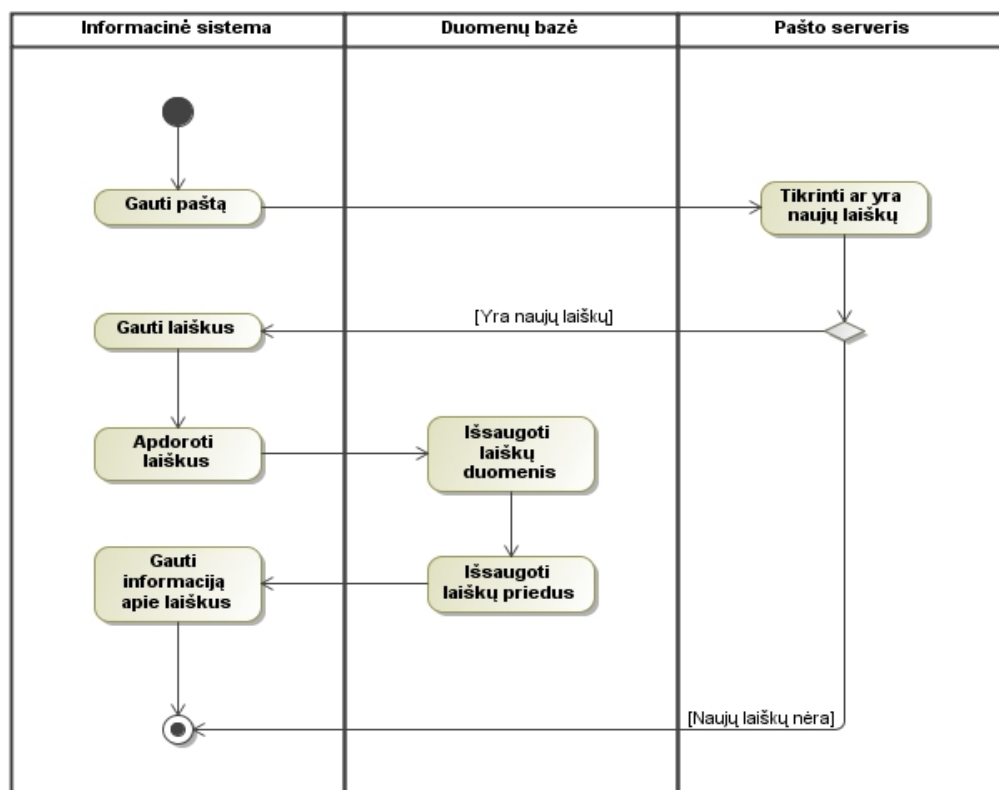 Informacinė sistema
Duomenų bazė
Pašto serveris
Gauti paštą
Tikrinti ar yra
naujų laiškų
[Yra naujų laiškų]
Gauti laiškus
Apdoroti
laiškus
Išsaugoti
laiškų
duomenis
Gauti
informaciją
apie laiškus
Išsaugoti
laiškų priedus
[Naujų laiškų nėra]